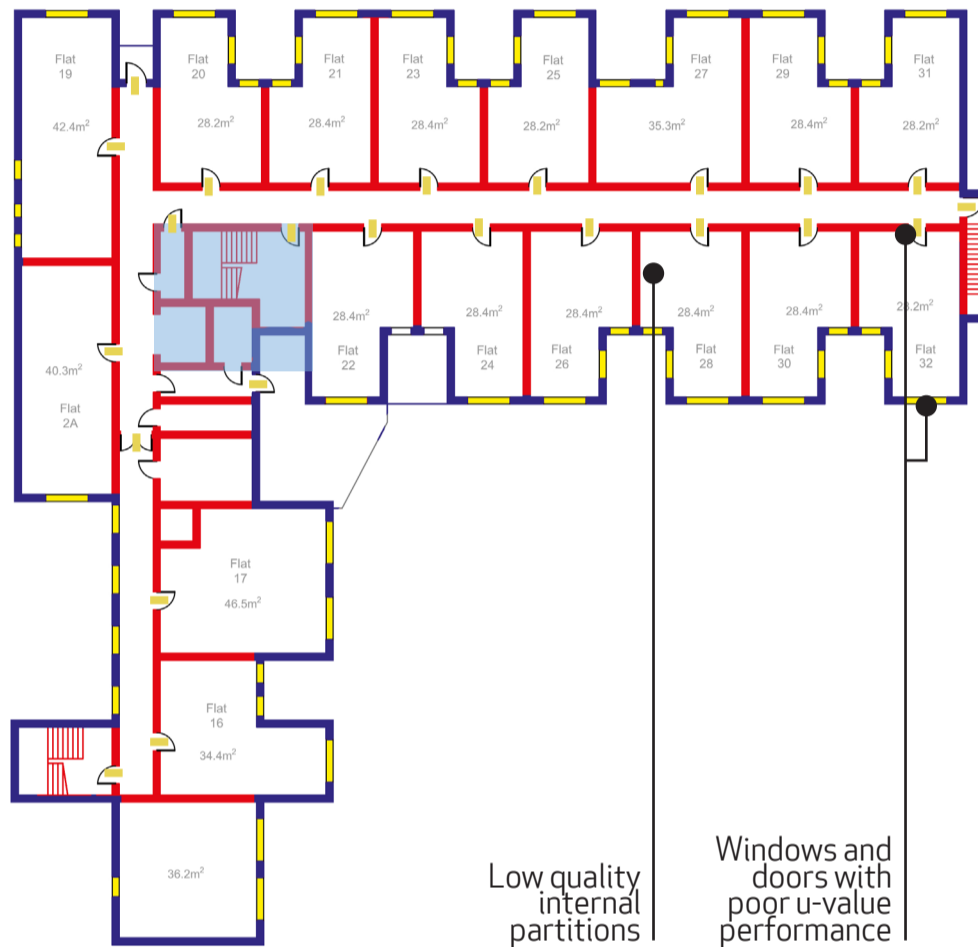 Flat
19
42.4m²
Flat
20
28.2m²
Flat
21
28.4m²
Flat
23
28.4m²
Flat
25
28.2m²
Flat
27
35.3m²
Flat
29
28.4m²
Flat
31
28.2m²
40.3m²
Flat
2A
28.4m²
Flat
22
28.4m²
Flat
24
28.4m²
Flat
26
28.4m²
Flat
28
28.4m²
Flat
30
28.2m²
Flat
32
Flat
17
46.5m²
Flat
16
34.4m²
36.2m²
Low quality
internal
partitions
Windows and
doors with
poor u-value
performance